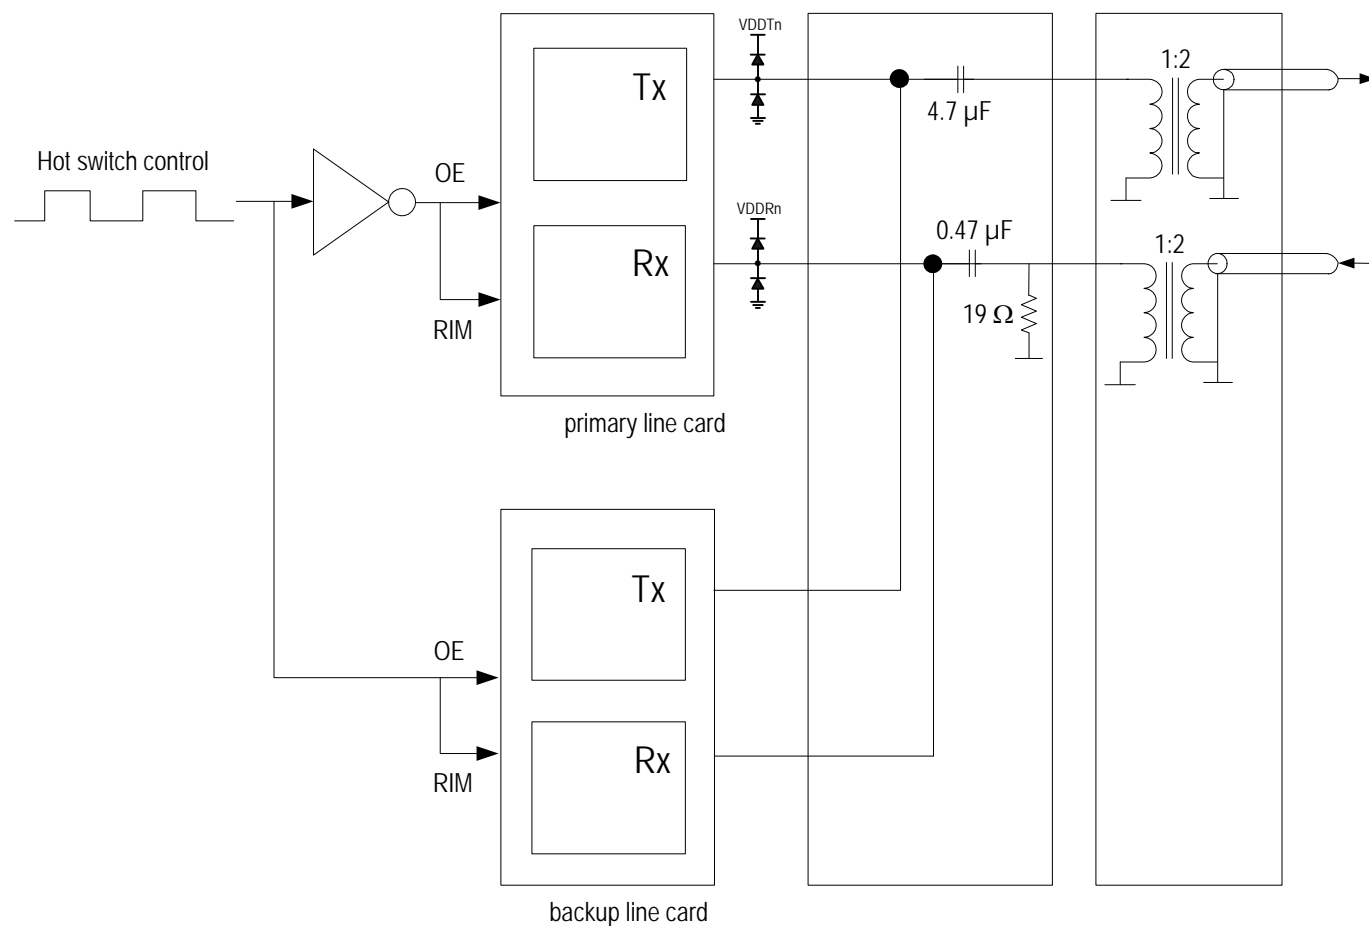 VDDTn
Tx
1:2
4.7 µF
Hot switch control
OE
VDDRn
0.47 µF
1:2
Rx
19 Ω
RIM
primary line card
Tx
OE
Rx
RIM
backup line card